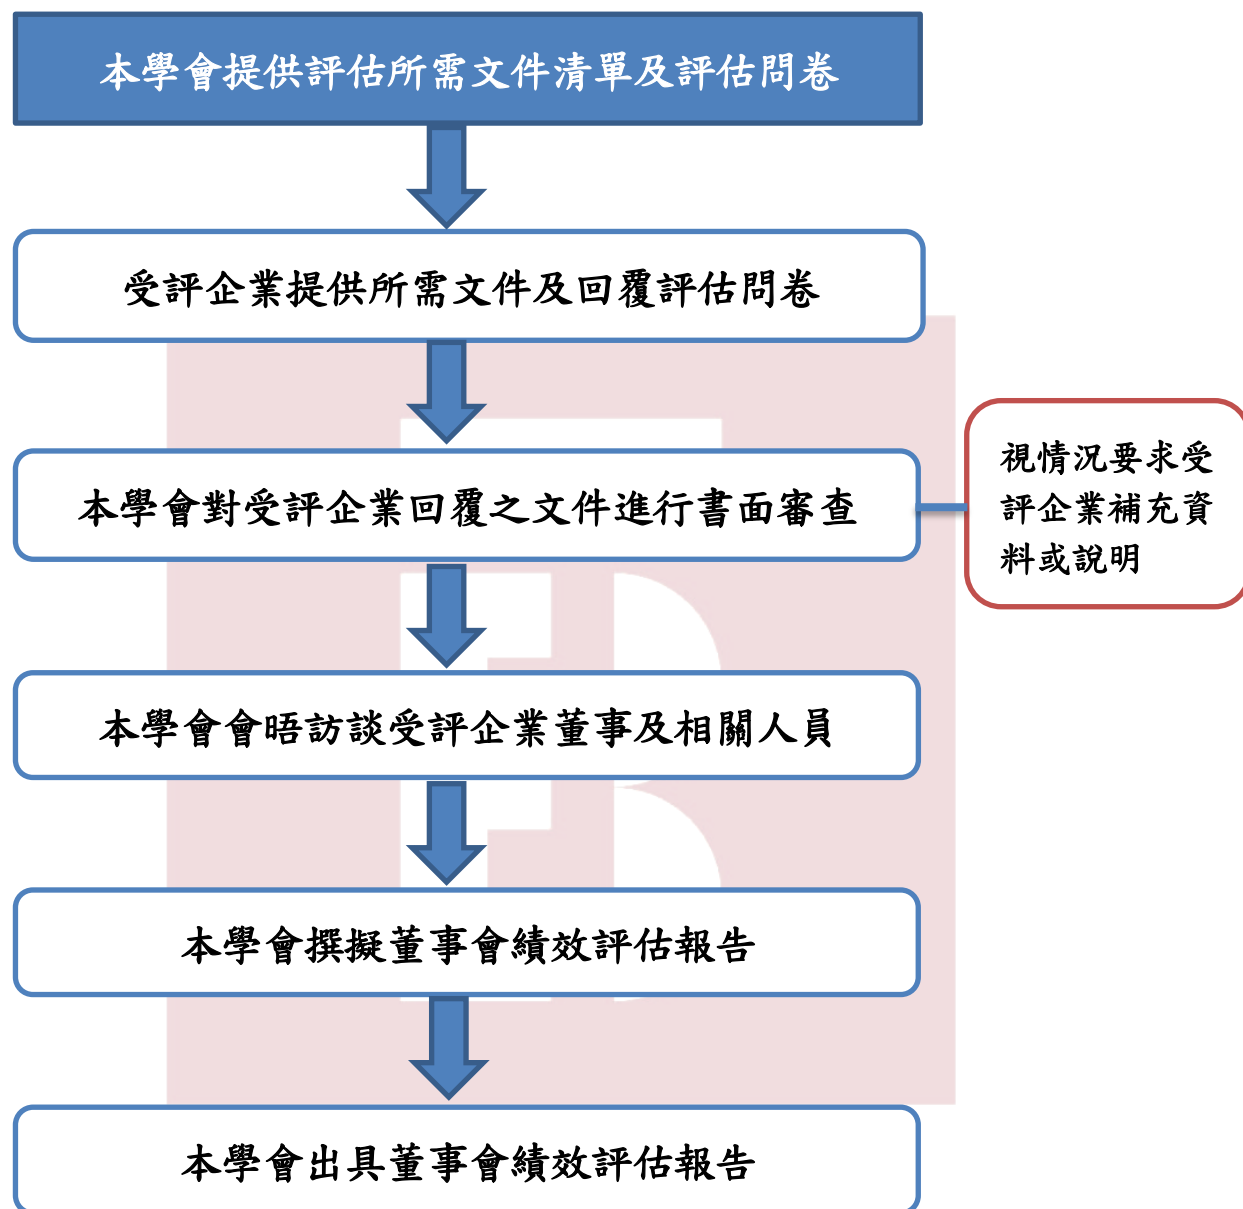 本學會提供評估所需文件清單及評估問卷
受評企業提供所需文件及回覆評估問卷
本學會對受評企業回覆之文件進行書面審查
視情況要求受
評企業補充資
料或說明
本學會會晤訪談受評企業董事及相關人員
本學會撰擬董事會績效評估報告
本學會出具董事會績效評估報告